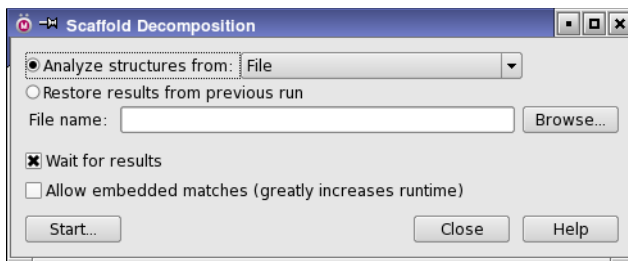 Scaffold Decomposition
Analyze structures from: File
Restore results from previous run
File name: Browse...
Wait for results
Allow embedded matches (greatly increases runtime)
Start... Close Help